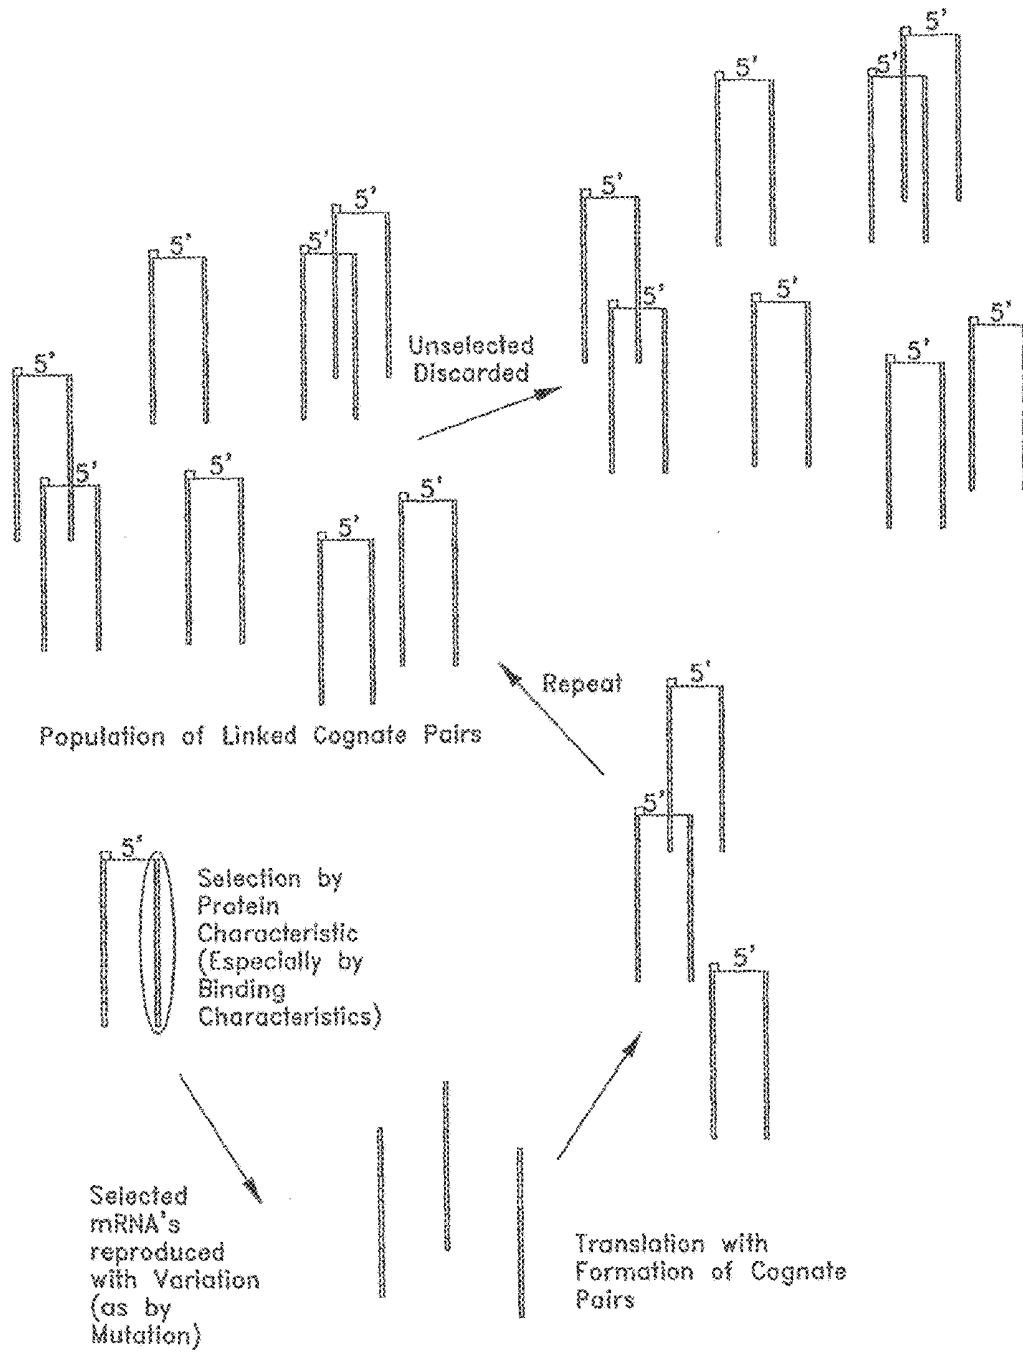 5'
5'
5'
5'
5'
5'
5'
5'
5'
5'
Unselected
Discarded
5'
5'
5'
5'
5'
5'
5'
5'
Repeat
5'
Population of Linked Cognate Pairs
5'
5'
Selection by
Protein
Characteristic
(Especially by
Binding
Characteristics)
5'
Selected
mRNA's
reproduced
with Variation
(as by
Mutation)
Translation with
Formation of Cognate
Pairs